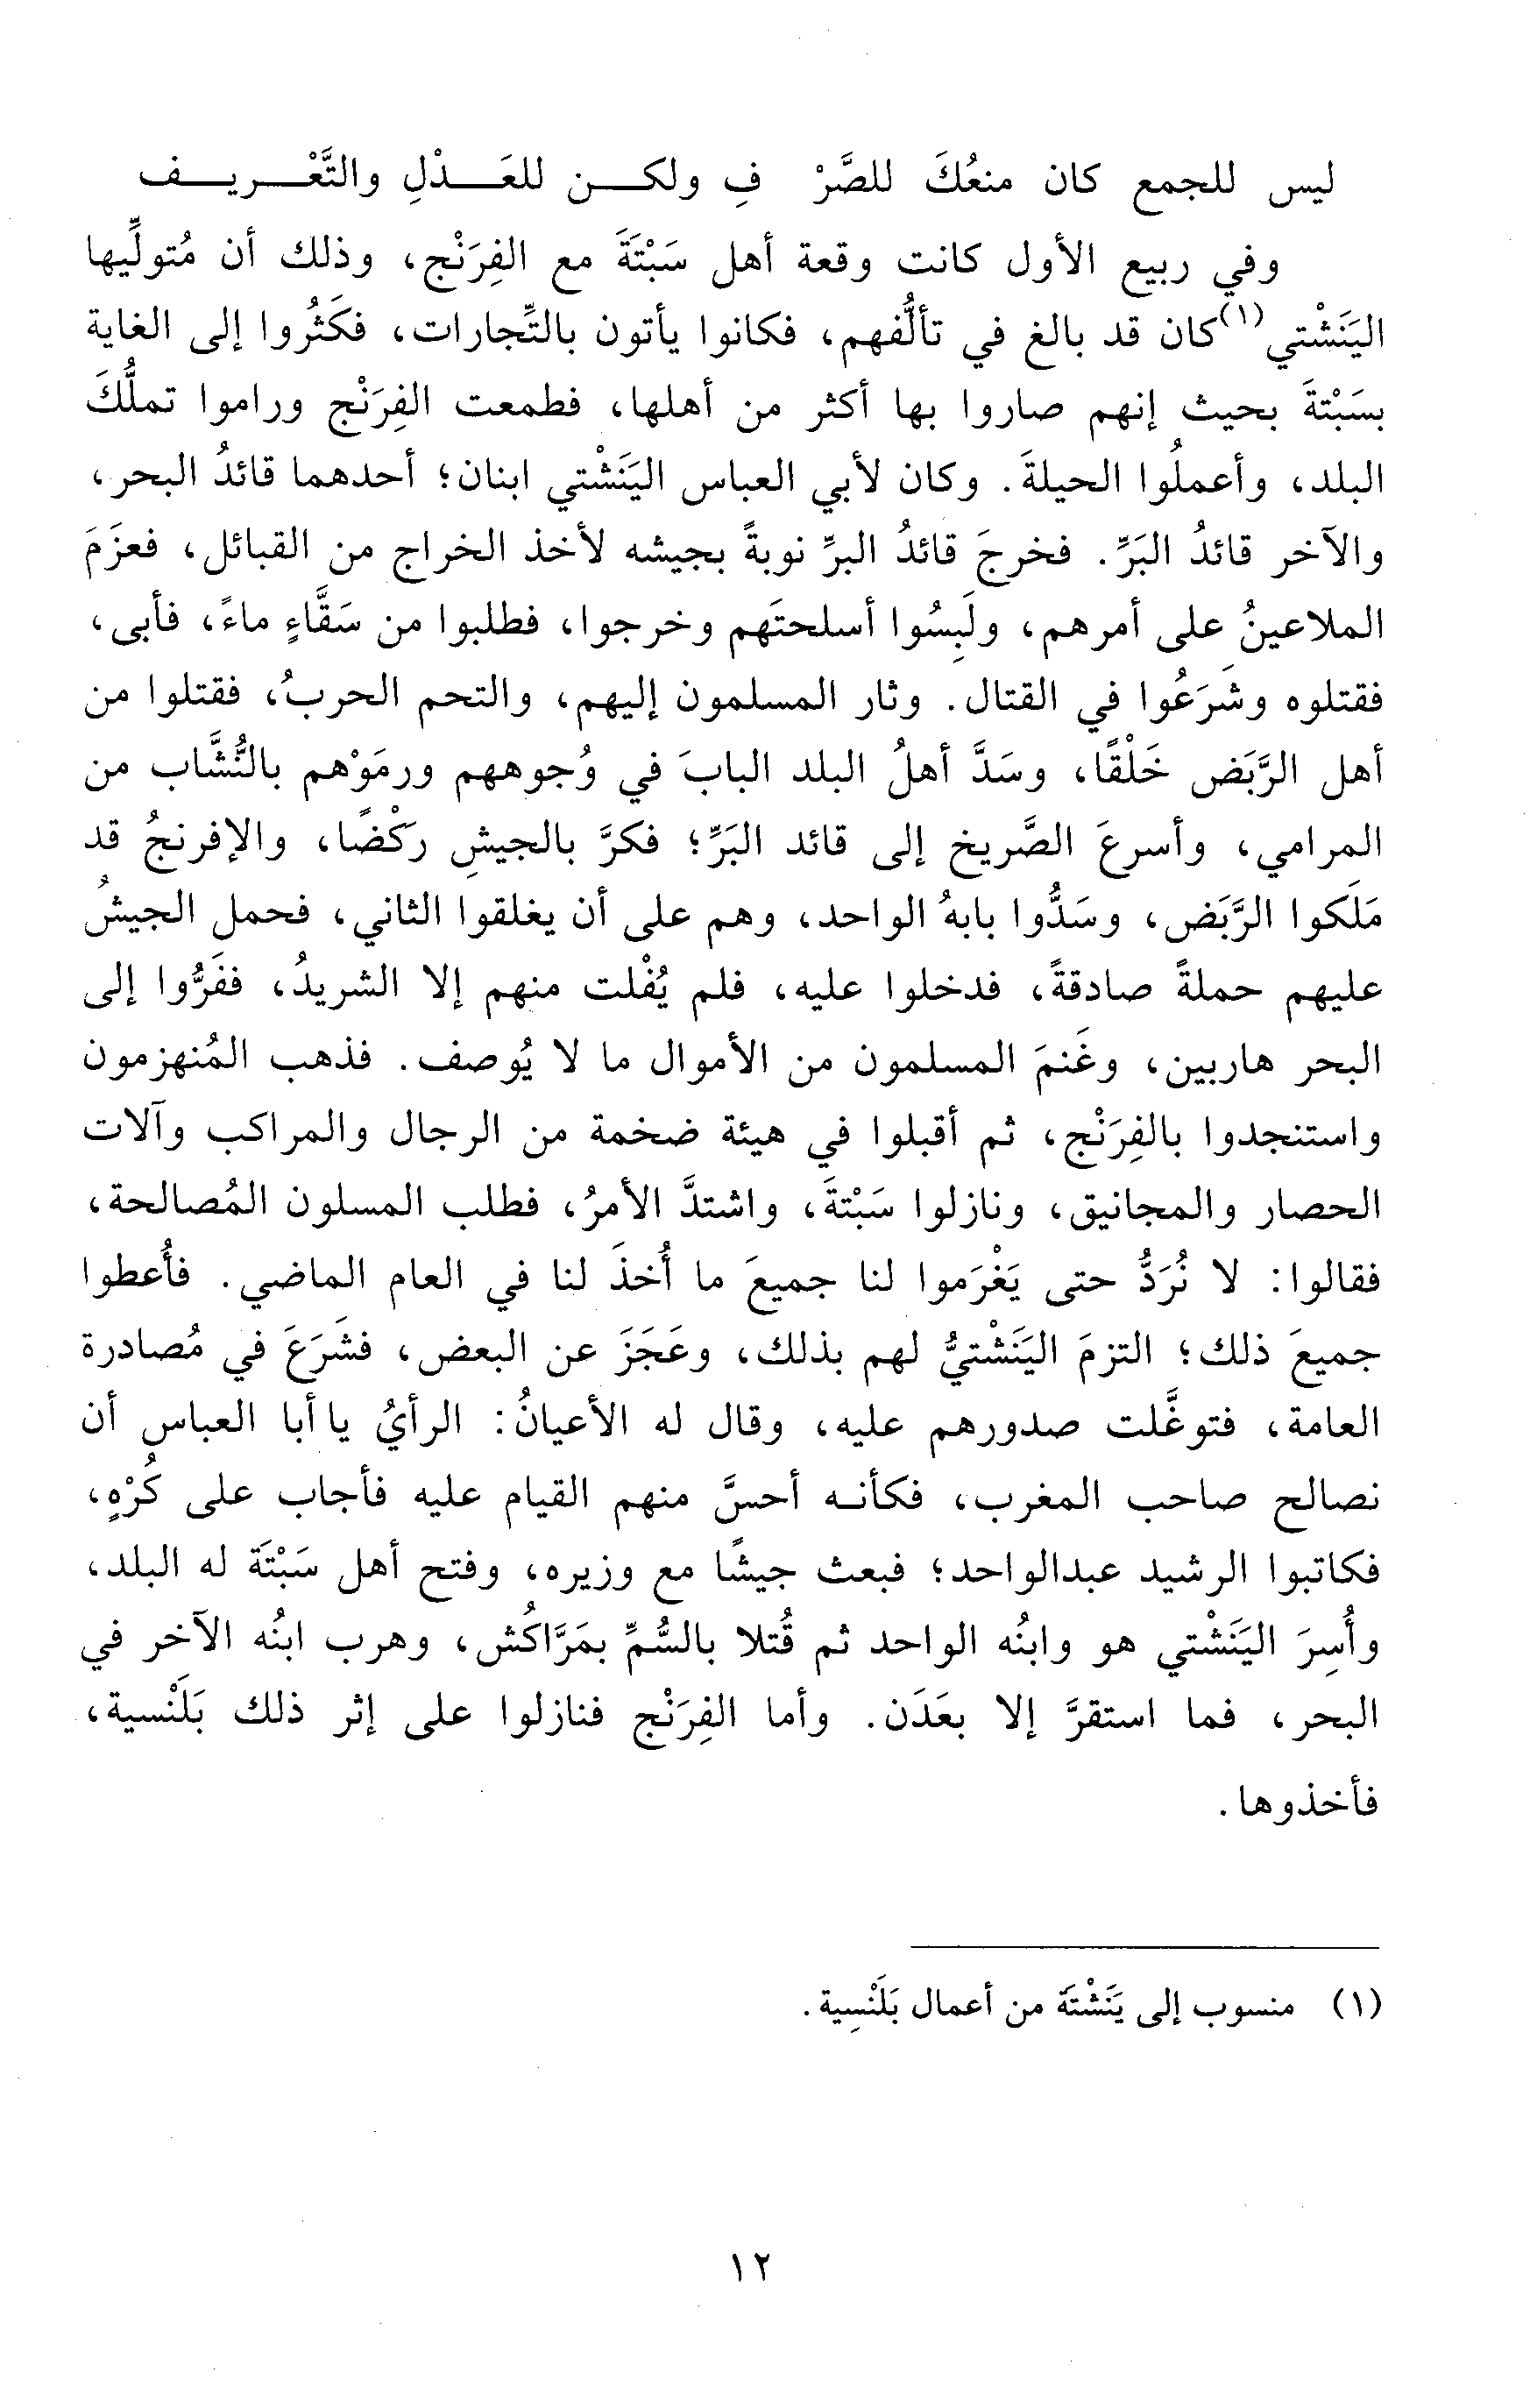 ليس للجمع كان منعُكَ للصَّرْ فِ ولكـــن للعَـــذْلِ والتَّعْـــريـــف
وفي ربيع الأول كانت وقعة أهل سَبْتَةَ مع الفِرَنْج، وذلك أن مُتولِّيها
اليَنَشْتي(١) كان قد بالغ في تألُّفهم، فكانوا يأتون بالتِّجارات، فكَثُروا إلى الغاية
بسَبْتةَ بحيث إنهم صاروا بها أكثر من أهلها، فطمعت الفِرَنْج وراموا تملُّكَ
البلد، وأعملُوا الحيلةَ. وكان لأبي العباس اليَنَشْتي ابنان؛ أحدهما قائدُ البحر،
والآخر قائدُ البَرِّ. فخرجَ قائدُ البرِّ نوبةً بجيشه لأخذ الخراج من القبائل، فعزَمَ
الملاعينُ على أمرهم، ولَبِسُوا أسلحتَهم وخرجوا، فطلبوا من سَقَّاءٍ ماءً، فأبى،
فقتلوه وشَرَعُوا في القتال. وثار المسلمون إليهم، والتحم الحربُ، فقتلوا من
أهل الرَّبَض خَلْقًا، وسَدَّ أهلُ البلد البابَ في وُجوههم ورمَوْهم بالنُّشَّاب من
المرامي، وأسرعَ الصَّريخ إلى قائد البَرِّ؛ فكرَّ بالجيشِ ركْضًا، والإفرنجُ قد
مَلَكوا الرَّبَض، وسَدُّوا بابهُ الواحد، وهم على أن يغلقوا الثاني، فحمل الجيشُ
عليهم حملةً صادقةً، فدخلوا عليه، فلم يُفْلت منهم إلا الشريدُ، ففَرُّوا إلى
البحر هاربين، وغَنمَ المسلمون من الأموال ما لا يُوصف. فذهب المُنهزمون
واستنجدوا بالفِرَنْج، ثم أقبلوا في هيئة ضخمة من الرجال والمراكب وآلات
الحصار والمجانيق، ونازلوا سَبْتةَ، واشتدَّ الأمرُ، فطلب المسلون المُصالحة،
فقالوا: لا نُرَدُّ حتى يَغْرَموا لنا جميعَ ما أُخذَ لنا في العام الماضي. فأُعطوا
جميعَ ذلك؛ التزمَ اليَنَشْتيُّ لهم بذلك، وعَجَزَ عن البعض، فشَرَعَ في مُصادرة
العامة، فتوغَّلت صدورهم عليه، وقال له الأعيانُ: الرأيُ يا أبا العباس أن
نصالح صاحب المغرب، فكأنـه أحسَّ منهم القيام عليه فأجاب على كُرْهٍ،
فكاتبوا الرشيد عبدالواحد؛ فبعث جيشًا مع وزيره، وفتح أهل سَبْتَة له البلد،
وأُسِرَ اليَنَشْتي هو وابنُه الواحد ثم قُتلا بالسُّمِّ بمَرَّاكُش، وهرب ابنُه الآخر في
البحر، فما استقرَّ إلا بعَدَن. وأما الفِرَنْج فنازلوا على إثر ذلك بَلَنْسية،
فأخذوها.
(١) منسوب إلى يَنَشْتَة من أعمال بَلَنْسِية.
١٢